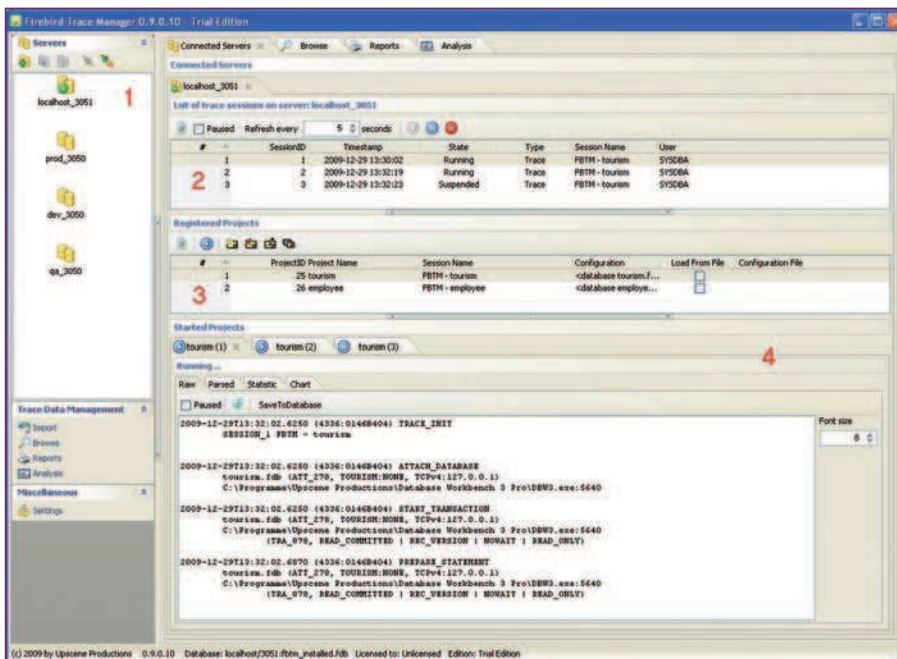 Firebird Trace Manager 0.9.0.10 - Trial Edition
Servers
1
localhost_3051
prod_3050
dev_3050
qa_3050
Trace Data Management
Import
Browse
Reports
Analysis
Miscellaneous
Settings
Connected Servers Browse Reports Analysis
Connected Servers
localhost_3051
List of trace sessions on server: localhost_3051
Paused Refresh every 5 seconds
# SessionID Timestamp State Type Session Name User
1 1 2009-12-29 13:30:02 Running Trace FBTM - tourism SYSDBA
2 2 2009-12-29 13:32:19 Running Trace FBTM - tourism SYSDBA
3 3 2009-12-29 13:32:23 Suspended Trace FBTM - tourism SYSDBA
2
Registered Projects
# ProjectID Project Name Session Name Configuration Load From File Configuration File
1 25 tourism FBTM - tourism <database tourism.f...
2 26 employee FBTM - employee <database employe...
3
Started Projects
tourism (1) tourism (2) tourism (3)
4
Running...
Raw Parsed Statistic Chart
Paused SaveToDatabase
Font size
8
2009-12-29T13:32:02.6250 (4336:0146B404) TRACE_INIT
SESSION_1 FBTM - tourism
2009-12-29T13:32:02.6250 (4336:0146B404) ATTACH_DATABASE
tourism.fdb (ATT_278, TOURISM:NONE, TCPv4:127.0.0.1)
C:\Programme\Upscene Productions\Database Workbench 3 Pro\DBW3.exe:5640
2009-12-29T13:32:02.6250 (4336:0146B404) START_TRANSACTION
tourism.fdb (ATT_278, TOURISM:NONE, TCPv4:127.0.0.1)
C:\Programme\Upscene Productions\Database Workbench 3 Pro\DBW3.exe:5640
(TRA_878, READ_COMMITTED | REC_VERSION | NOWAIT | READ_ONLY)
2009-12-29T13:32:02.6870 (4336:0146B404) PREPARE_STATEMENT
tourism.fdb (ATT_278, TOURISM:NONE, TCPv4:127.0.0.1)
C:\Programme\Upscene Productions\Database Workbench 3 Pro\DBW3.exe:5640
(TRA_878, READ_COMMITTED | REC_VERSION | NOWAIT | READ_ONLY)
(c) 2009 by Upscene Productions 0.9.0.10 Database: localhost/3051:fbtm_installed.fdb Licensed to: Unlicensed Edition: Trial Edition